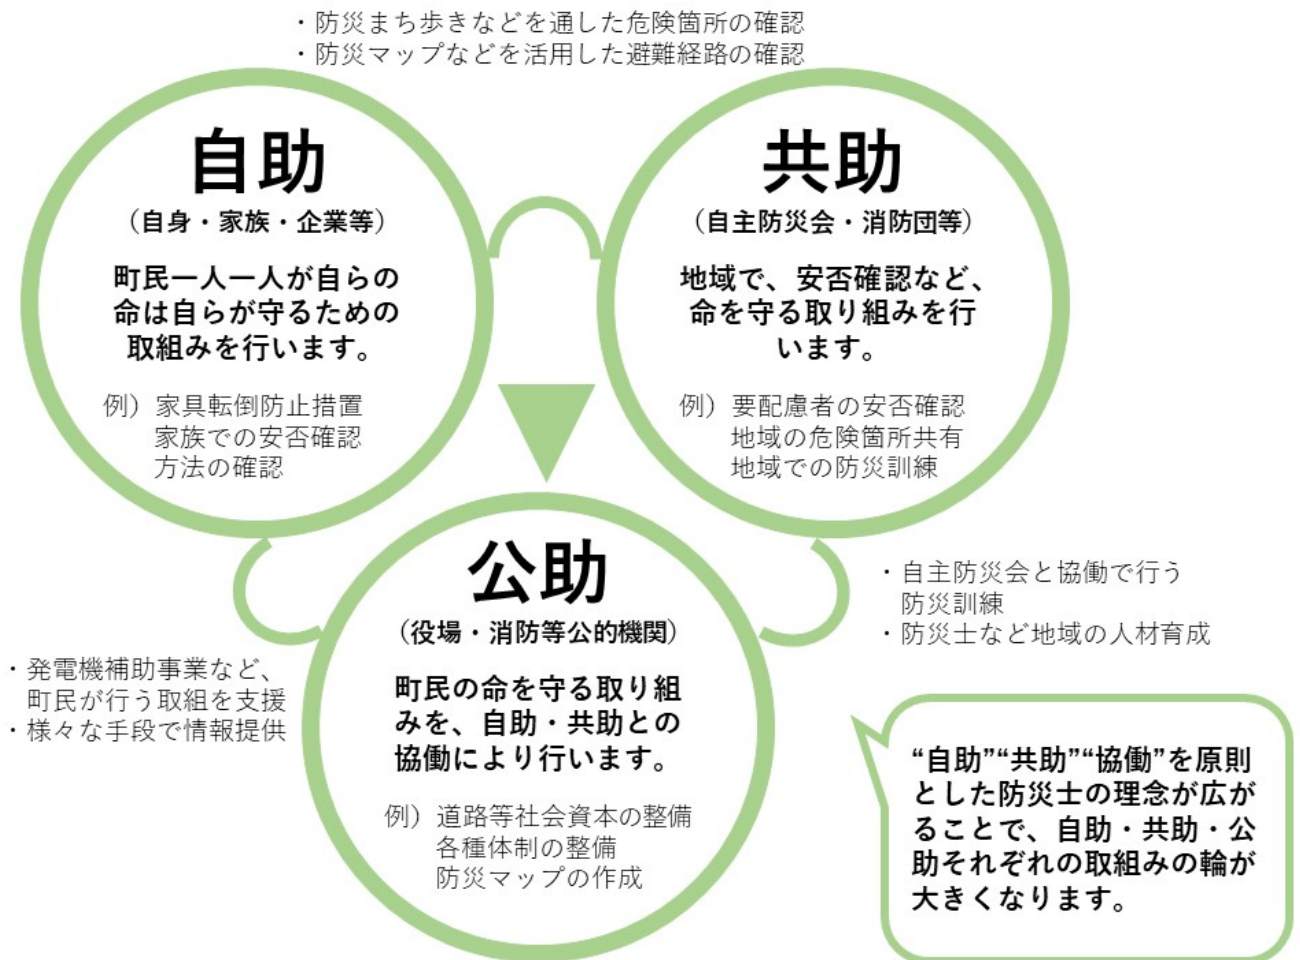 ・防災まち歩きなどを通した危険箇所の確認
・防災マップなどを活用した避難経路の確認
自助
（自身・家族・企業等）
町民一人一人が自らの
命は自らが守るための
取組みを行います。
例）家具転倒防止措置
家族での安否確認
方法の確認
共助
（自主防災会・消防団等）
地域で、安否確認など、
命を守る取り組みを行
います。
例）要配慮者の安否確認
地域の危険箇所共有
地域での防災訓練
公助
（役場・消防等公的機関）
町民の命を守る取り組
みを、自助・共助との
協働により行います。
例）道路等社会資本の整備
各種体制の整備
防災マップの作成
・発電機補助事業など、
町民が行う取組を支援
・様々な手段で情報提供
・自主防災会と協働で行う
防災訓練
・防災士など地域の人材育成
“自助”“共助”“協働”を原則
とした防災士の理念が広が
ることで、自助・共助・公
助それぞれの取組みの輪が
大きくなります。